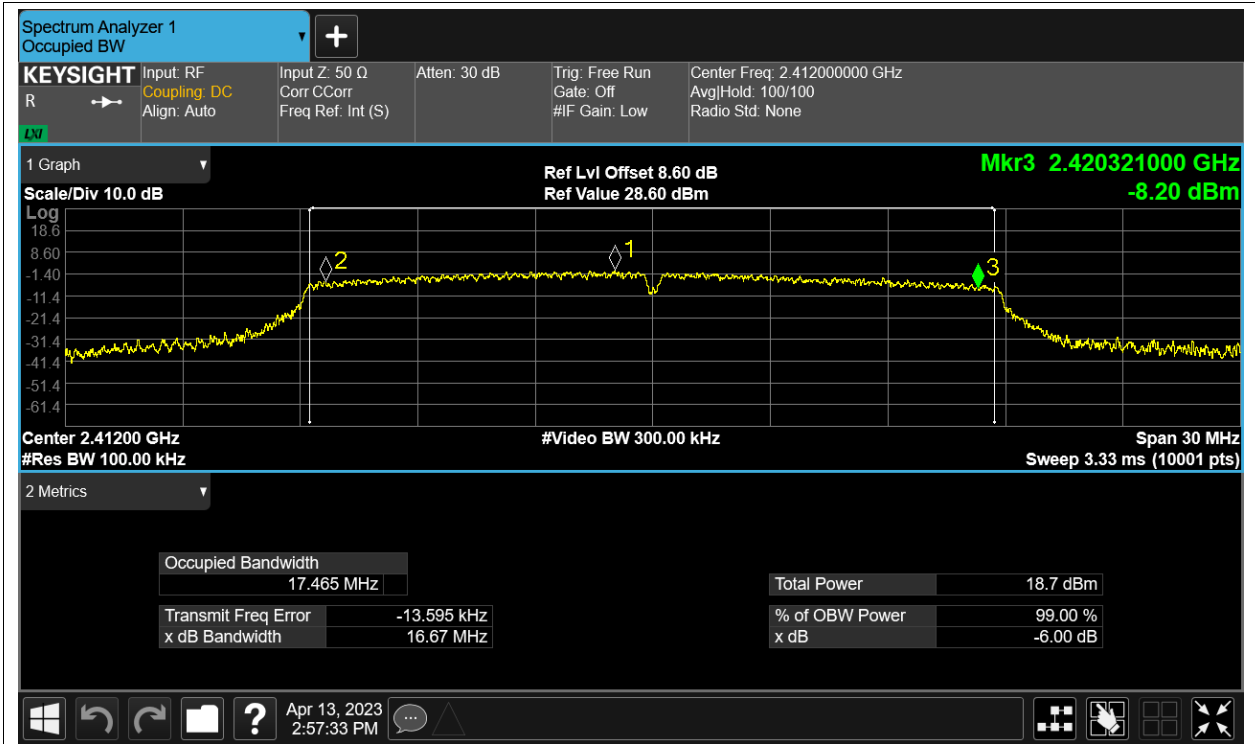 Spectrum Analyzer 1
Occupied BW
KEYSIGHT Input: RF Input Z: 50 Ω Atten: 30 dB Trig: Free Run Center Freq: 2.412000000 GHz
R Coupling: DC Corr CCorr Gate: Off Avg|Hold: 100/100
Align: Auto Freq Ref: Int (S) #IF Gain: Low Radio Std: None
LXI
1 Graph Ref Lvl Offset 8.60 dB Mkr3 2.420321000 GHz
Scale/Div 10.0 dB Ref Value 28.60 dBm -8.20 dBm
Log
18.6
8.60
-1.40
-11.4
-21.4
-31.4
-41.4
-51.4
-61.4
2
1
3
Center 2.41200 GHz #Video BW 300.00 kHz Span 30 MHz
#Res BW 100.00 kHz Sweep 3.33 ms (10001 pts)
2 Metrics
Occupied Bandwidth
17.465 MHz Total Power 18.7 dBm
Transmit Freq Error -13.595 kHz % of OBW Power 99.00 %
x dB Bandwidth 16.67 MHz x dB -6.00 dB
? Apr 13, 2023
2:57:33 PM